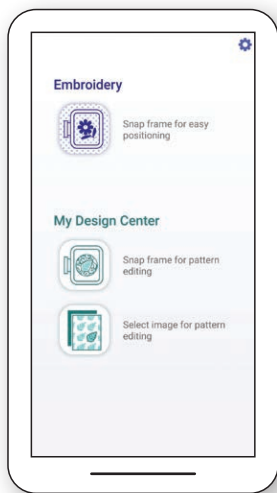 Embroidery
Snap frame for easy
positioning
My Design Center
Snap frame for pattern
editing
Select image for pattern
editing